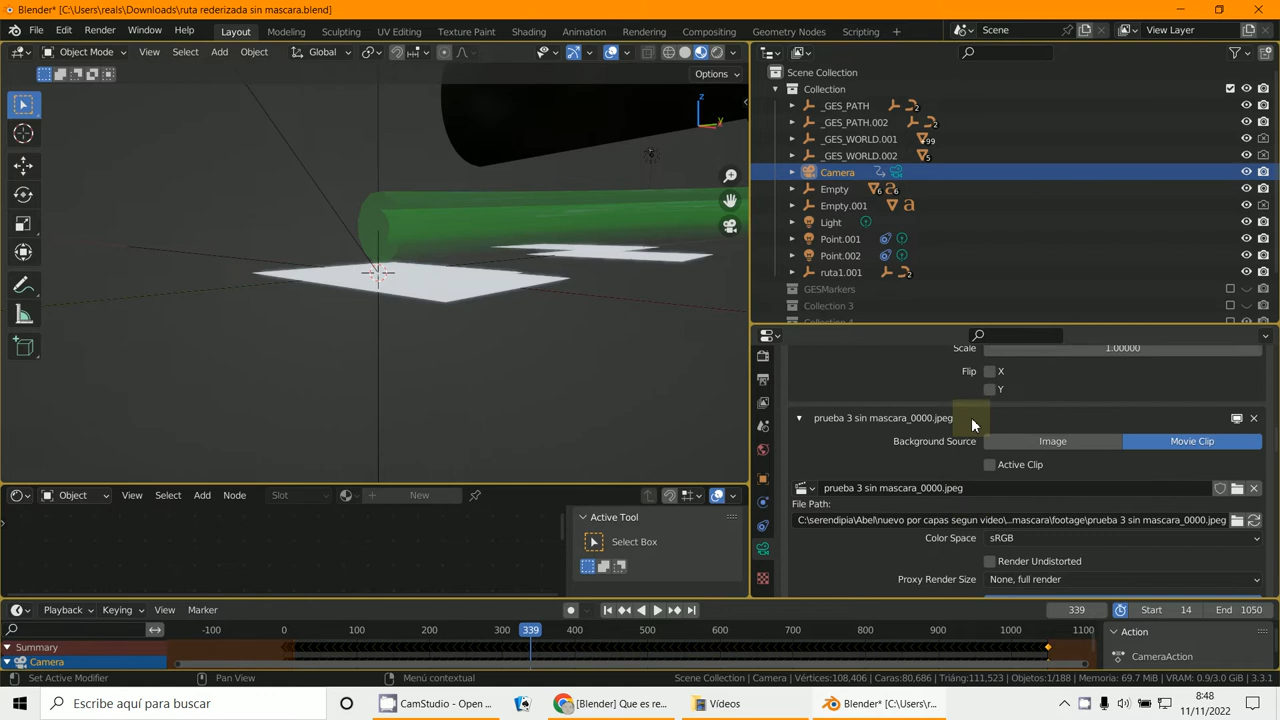 Blender* [C:\Users\reals\Downloads\ruta rederizada sin mascara.blend]
File Edit Render Window Help Layout Modeling Sculpting UV Editing Texture Paint Shading Animation Rendering Compositing Geometry Nodes Scripting + Scene View Layer
Object Mode View Select Add Object Global
Options
z
y
Scene Collection
Collection
_GES_PATH 2
_GES_PATH.002 2
_GES_WORLD.001 +99
_GES_WORLD.002 5
Camera
Empty 6 6
Empty.001
Light
Point.001
Point.002
ruta1.001 2
GESMarkers
Collection 3
Scale 1.00000
Flip X
Y
prueba 3 sin mascara_0000.jpeg
Background Source Image Movie Clip
Active Clip
prueba 3 sin mascara_0000.jpeg
File Path:
C:\serendipia\Abel\nuevo por capas segun video\...mascara\footage\prueba 3 sin mascara_0000.jpeg
Color Space sRGB
Render Undistorted
Proxy Render Size None, full render
Object View Select Add Node Slot New
Active Tool
Select Box
Playback Keying View Marker 339 Start 14 End 1050
-100 0 100 200 300 339 400 500 600 700 800 900 1000 1100
Summary
Camera
Action
CameraAction
Set Active Modifier Pan View Menú contextual Scene Collection | Camera | Vertices:108,406 | Caras:80,686 | Triáng:111,523 | Objetos:1/188 | Memoria: 69.7 MiB | VRAM: 0.9/3.0 GiB | 3.3.1
Escribe aquí para buscar
CamStudio - Open ...
[Blender] Que es re...
Vídeos
Blender* [C:\Users\r...
8:48
11/11/2022